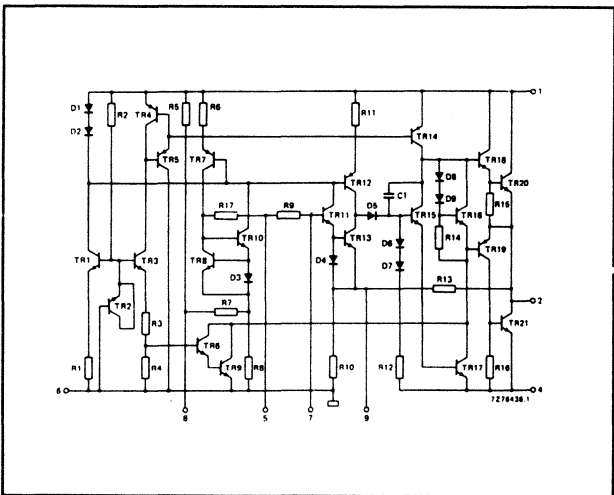 D1
D2
R2
TR4
R5
R6
R11
1
TR5
TR7
TR14
TR18
TR12
D8
TR20
C1
D9
R15
R17
R9
TR11
D5
TR15
TR16
TR10
TR13
D6
R14
TR19
TR1
TR3
TR8
D3
D4
D7
R13
TR2
R7
2
R3
TR21
TR6
R1
R4
TR9
R8
R10
R12
TR17
R16
6
4
7Z76438.1
8
5
7
9